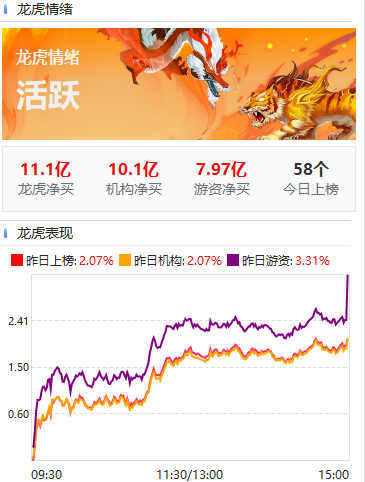 龙虎情绪
龙虎情绪
活跃
11.1亿 10.1亿 7.97亿 58个
龙虎净买 机构净买 游资净买 今日上榜
龙虎表现
昨日上榜: 2.07% 昨日机构: 2.07% 昨日游资: 3.31%
2.41
1.50
0.60
09:30 11:30/13:00 15:00